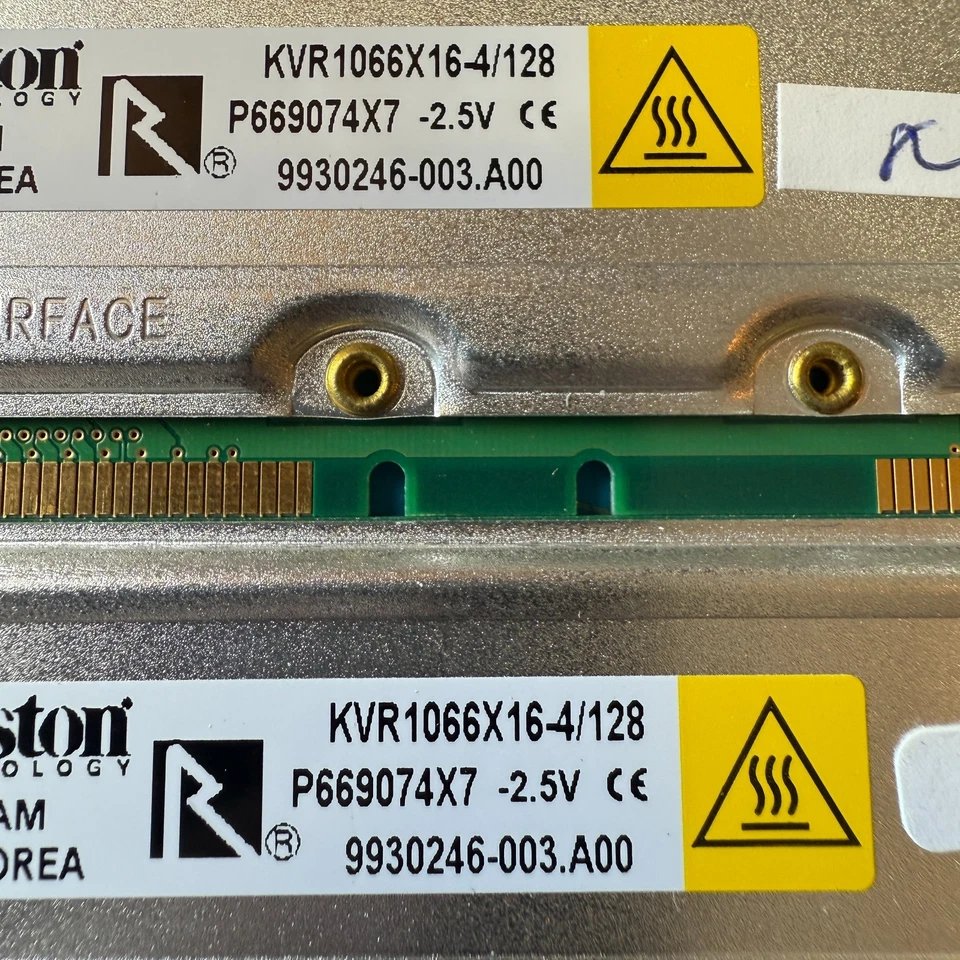 ston
OLOGY
EA
KVR1066X16-4/128
P669074X7 -2.5V CE
9930246-003.A00
R
®
RFACE
ston
OLOGY
AM
OREA
KVR1066X16-4/128
P669074X7 -2.5V CE
9930246-003.A00
R
®